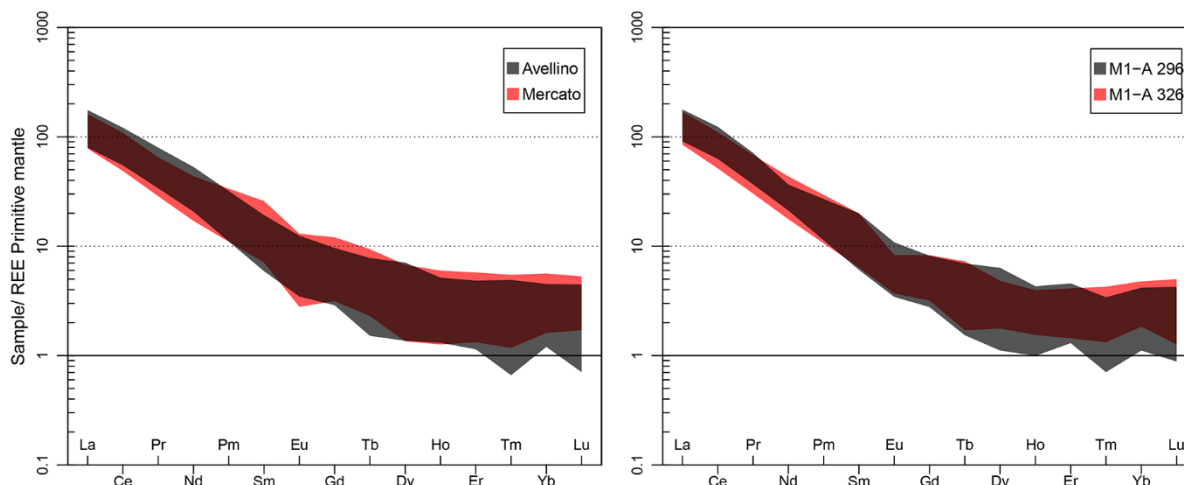 1000
100
10
1
0.1
Sample/ REE Primitive mantle
Avellino
Mercato
La Pr Pm Eu Tb Ho Tm Lu
Ce Nd Sm Gd Dy Er Yb
1000
100
10
1
0.1
M1-A 296
M1-A 326
La Pr Pm Eu Tb Ho Tm Lu
Ce Nd Sm Gd Dy Er Yb